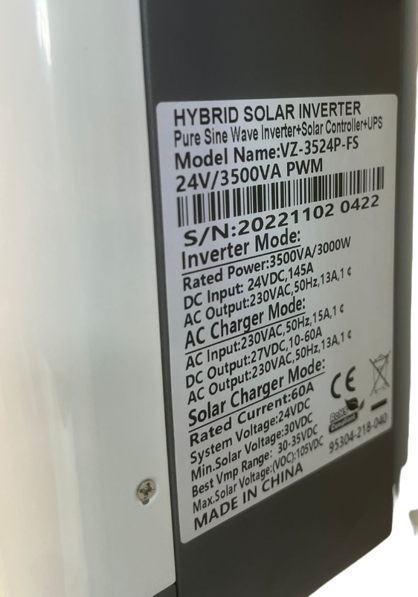 HYBRID SOLAR INVERTER
Pure Sine Wave Inverter+Solar Controller+UPS
Model Name:VZ-3524P-FS
24V/3500VA PWM
S/N:20221102 0422
Inverter Mode:
Rated Power:3500VA/3000W
DC Input: 24VDC,145A
AC Output:230VAC,50Hz,13A,1¢
AC Charger Mode:
AC Input:230VAC,50Hz,15A,1¢
DC Output:27VDC,10-60A
AC Output:230VAC,50Hz,13A,1¢
Solar Charger Mode:
Rated Current:60A
System Voltage:24VDC
Min.Solar Voltage:30VDC
Best Vmp Range: 30-35VDC
Max.Solar Voltage:(VOC):105VDC
MADE IN CHINA
CE
RoHS
95304-218-040